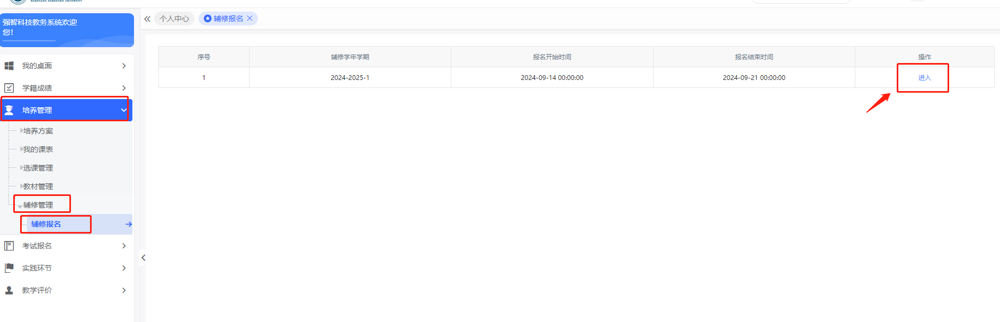 NANCHANG HANGKONG UNIVERSITY
强智科技教务系统欢迎
您!
个人中心
辅修报名
我的桌面
学籍成绩
培养管理
培养方案
我的课表
选课管理
教材管理
辅修管理
辅修报名
考试报名
实践环节
教学评价
序号 辅修学年学期 报名开始时间 报名结束时间 操作
1 2024-2025-1 2024-09-14 00:00:00 2024-09-21 00:00:00 进入